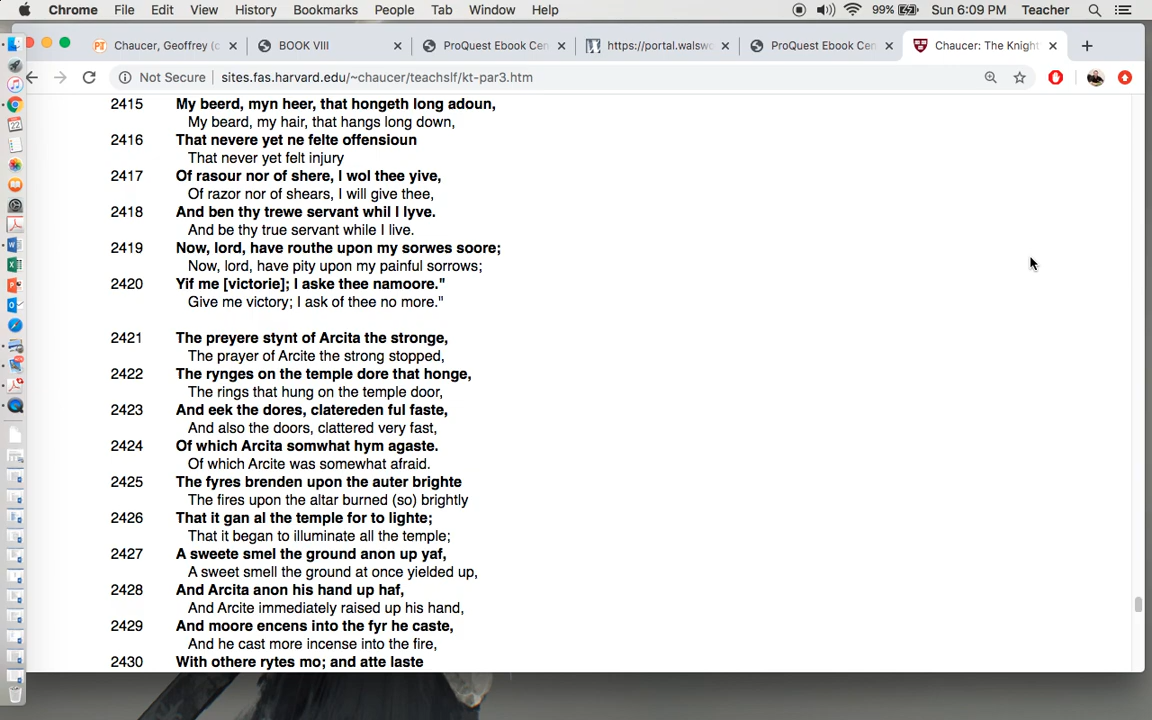 Chrome File Edit View History Bookmarks People Tab Window Help 99% Sun 6:09 PM Teacher
Chaucer, Geoffrey (c BOOK VIII ProQuest Ebook Cen https://portal.walsw ProQuest Ebook Cen Chaucer: The Knigh
Not Secure sites.fas.harvard.edu/~chaucer/teachslf/kt-par3.htm
2415 My beerd, myn heer, that hongeth long adoun,
My beard, my hair, that hangs long down,
2416 That nevere yet ne felte offensioun
That never yet felt injury
2417 Of rasour nor of shere, I wol thee yive,
Of razor nor of shears, I will give thee,
2418 And ben thy trewe servant whil I lyve.
And be thy true servant while I live.
2419 Now, lord, have routhe upon my sorwes soore;
Now, lord, have pity upon my painful sorrows;
2420 Yif me [victorie]; I aske thee namoore."
Give me victory; I ask of thee no more."
2421 The preyere stynt of Arcita the stronge,
The prayer of Arcite the strong stopped,
2422 The rynges on the temple dore that honge,
The rings that hung on the temple door,
2423 And eek the dores, clatereden ful faste,
And also the doors, clattered very fast,
2424 Of which Arcita somwhat hym agaste.
Of which Arcite was somewhat afraid.
2425 The fyres brenden upon the auter brighte
The fires upon the altar burned (so) brightly
2426 That it gan al the temple for to lighte;
That it began to illuminate all the temple;
2427 A sweete smel the ground anon up yaf,
A sweet smell the ground at once yielded up,
2428 And Arcita anon his hand up haf,
And Arcite immediately raised up his hand,
2429 And moore encens into the fyr he caste,
And he cast more incense into the fire,
2430 With othere rytes mo; and atte laste